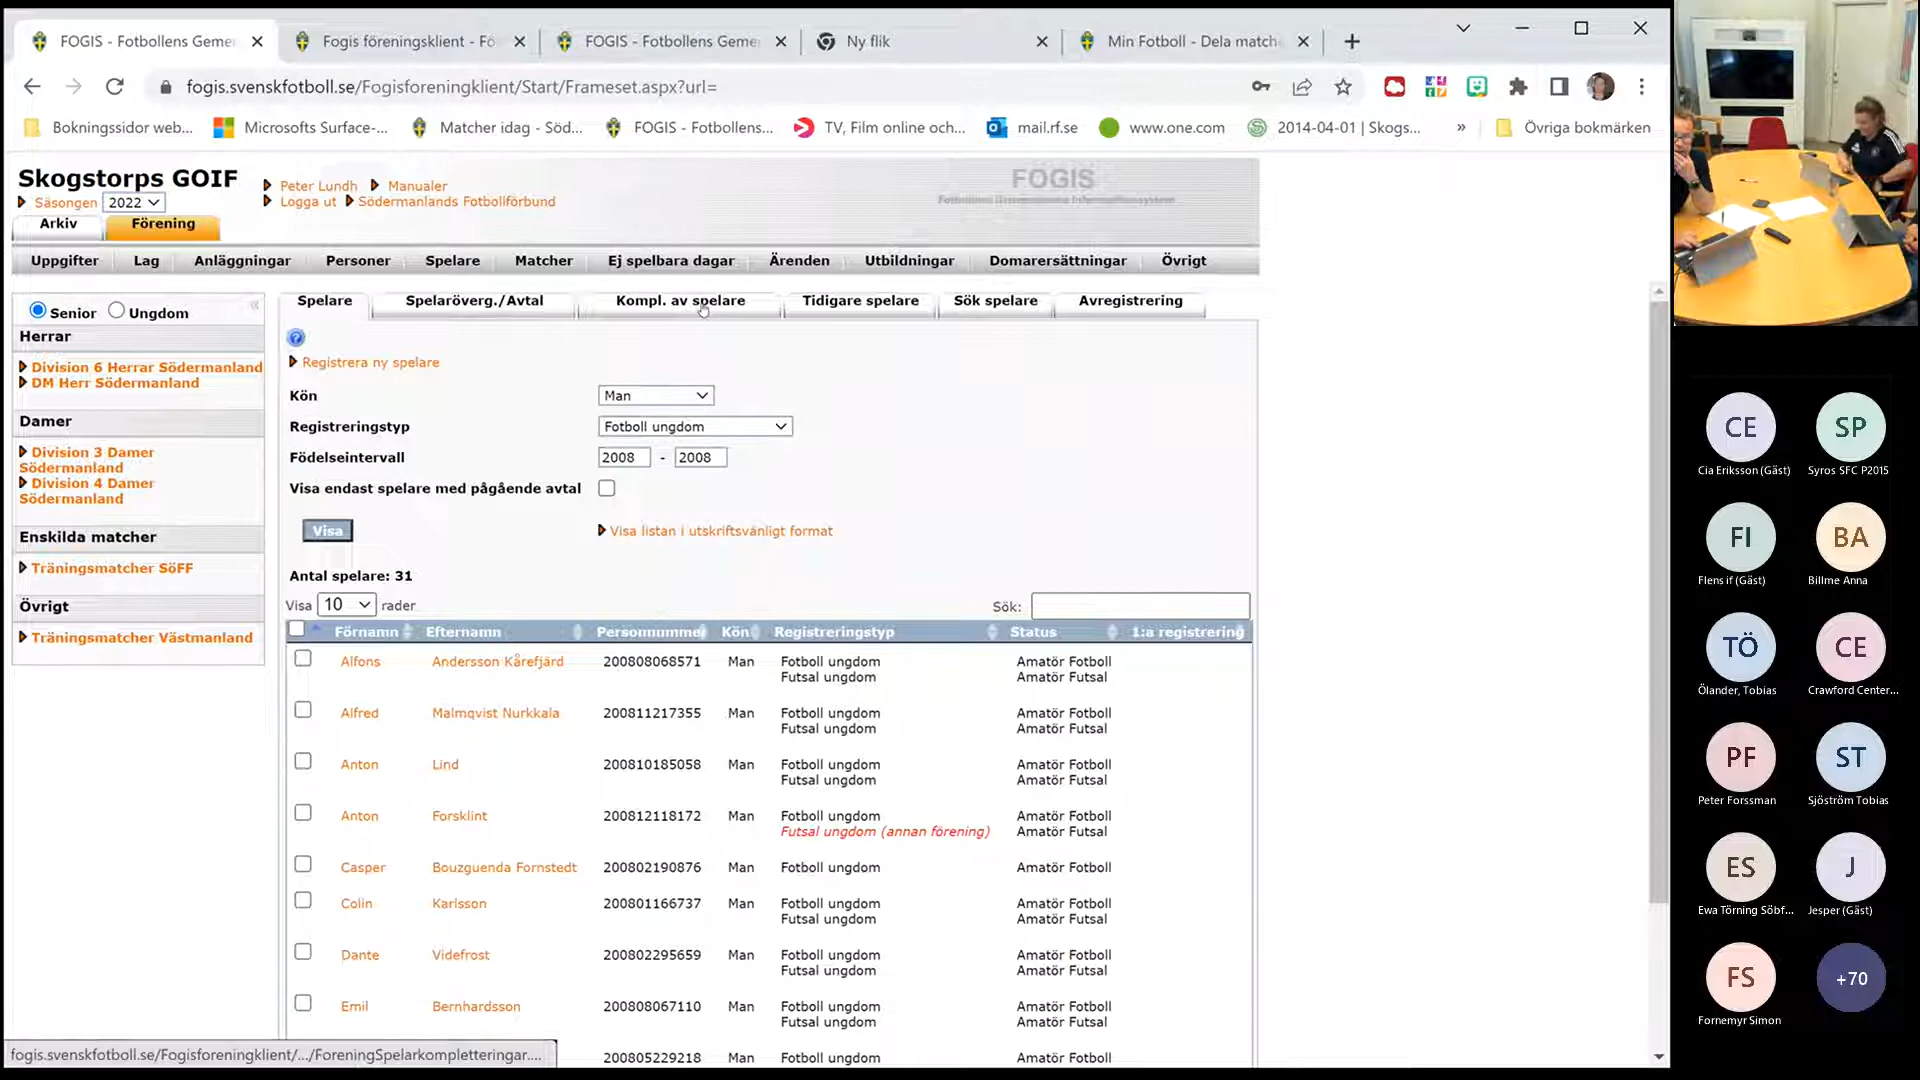 FOGIS - Fotbollens Geme
Fogis föreningsklient - Fö
FOGIS - Fotbollens Geme
Ny flik
Min Fotboll - Dela match
fogis.svenskfotboll.se/Fogisforeningklient/Start/Frameset.aspx?url=
Bokningssidor web...
Microsofts Surface-...
Matcher idag - Söd...
FOGIS - Fotbollens...
TV, Film online och...
mail.rf.se
www.one.com
2014-04-01 | Skogs...
»
Övriga bokmärken
Skogstorps GOIF
Peter Lundh
Manualer
FOGIS
Säsongen 2022
Logga ut
Södermanlands Fotbollförbund
Arkiv
Förening
Uppgifter
Lag
Anläggningar
Personer
Spelare
Matcher
Ej spelbara dagar
Ärenden
Utbildningar
Domarersättningar
Övrigt
Senior
Ungdom
Herrar
Division 6 Herrar Södermanland
DM Herr Södermanland
Damer
Division 3 Damer
Södermanland
Division 4 Damer
Södermanland
Enskilda matcher
Träningsmatcher SöFF
Övrigt
Träningsmatcher Västmanland
Spelare
Spelaröverg./Avtal
Kompl. av spelare
Tidigare spelare
Sök spelare
Avregistrering
Registrera ny spelare
Kön
Man
Registreringstyp
Fotboll ungdom
Födelseintervall
2008 - 2008
Visa endast spelare med pågående avtal
Visa
Visa listan i utskriftsvänligt format
Antal spelare: 31
Visa 10 rader
Sök:
Förnamn Efternamn Personnumme Kön Registreringstyp Status 1:a registrering
Alfons Andersson Kårefjärd 200808068571 Man Fotboll ungdom Amatör Fotboll
Futsal ungdom Amatör Futsal
Alfred Malmqvist Nurkkala 200811217355 Man Fotboll ungdom Amatör Fotboll
Futsal ungdom Amatör Futsal
Anton Lind 200810185058 Man Fotboll ungdom Amatör Fotboll
Futsal ungdom Amatör Futsal
Anton Forsklint 200812118172 Man Fotboll ungdom Amatör Fotboll
Futsal ungdom (annan förening) Amatör Futsal
Casper Bouzguenda Fornstedt 200802190876 Man Fotboll ungdom Amatör Fotboll
Colin Karlsson 200801166737 Man Fotboll ungdom Amatör Fotboll
Futsal ungdom Amatör Futsal
Dante Videfrost 200802295659 Man Fotboll ungdom Amatör Fotboll
Futsal ungdom Amatör Futsal
Emil Bernhardsson 200808067110 Man Fotboll ungdom Amatör Fotboll
Futsal ungdom Amatör Futsal
200805229218 Man Fotboll ungdom Amatör Fotboll
fogis.svenskfotboll.se/Fogisforeningklient/.../ForeningSpelarkompletteringar....
CE
Cia Eriksson (Gäst)
SP
Syros SFC P2015
FI
Flens if (Gäst)
BA
Billme Anna
TÖ
Ölander, Tobias
CE
Crawford Center...
PF
Peter Forssman
ST
Sjöström Tobias
ES
Ewa Törning Söbf...
J
Jesper (Gäst)
FS
Fornemyr Simon
+70